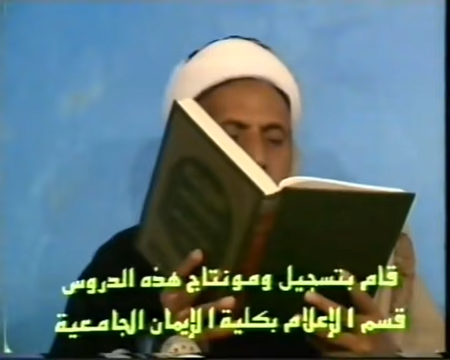 قام بتسجيل ومونتاج هذه الدروس
قسم الإعلام بكلية الإيمان الجامعية